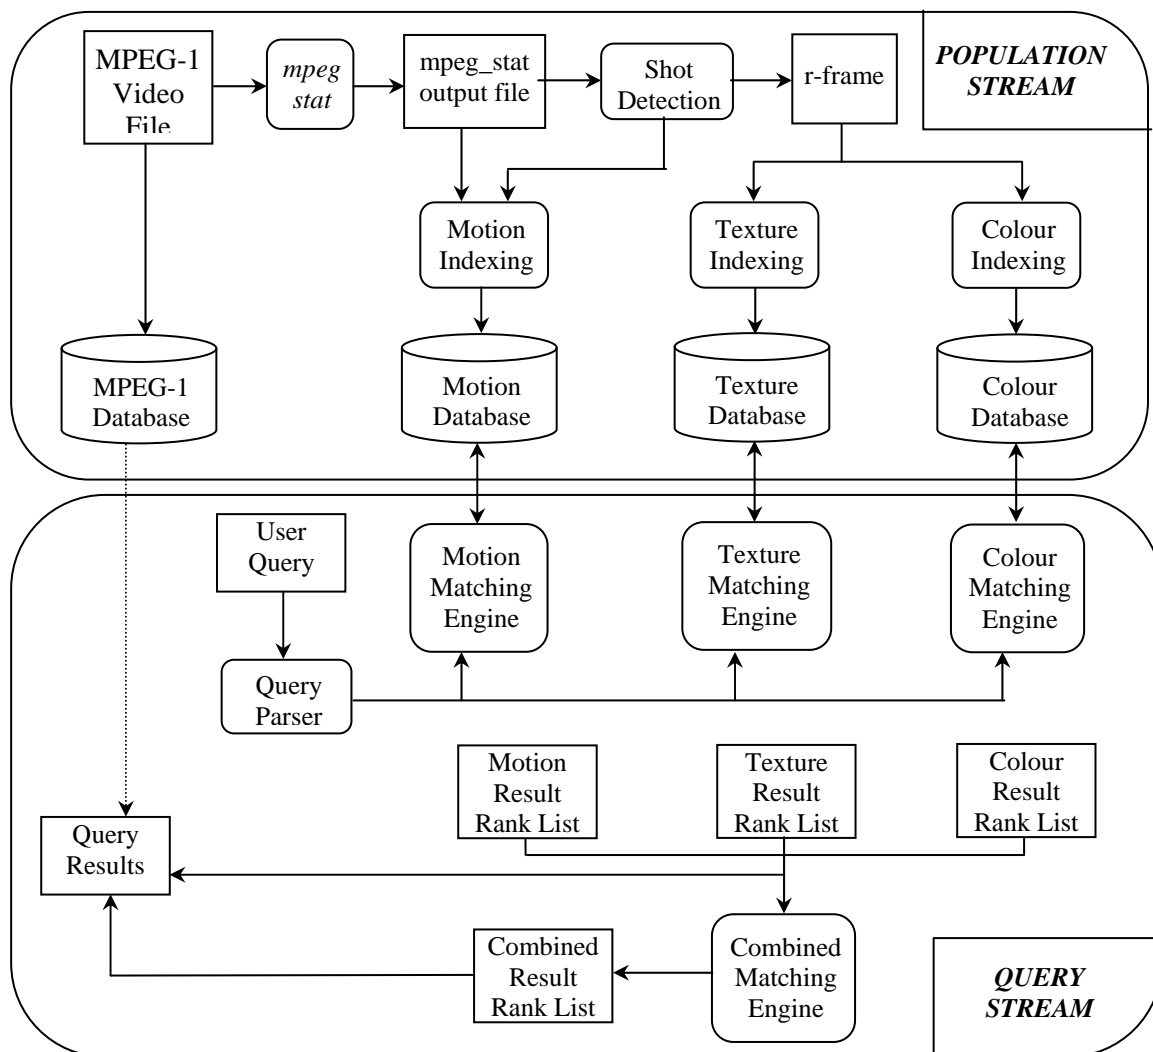 MPEG-1
Video
File
mpeg
stat
mpeg_stat
output file
Shot
Detection
r-frame
POPULATION
STREAM
Motion
Indexing
Texture
Indexing
Colour
Indexing
MPEG-1
Database
Motion
Database
Texture
Database
Colour
Database
User
Query
Motion
Matching
Engine
Texture
Matching
Engine
Colour
Matching
Engine
Query
Parser
Motion
Result
Rank List
Texture
Result
Rank List
Colour
Result
Rank List
Query
Results
Combined
Result
Rank List
Combined
Matching
Engine
QUERY
STREAM